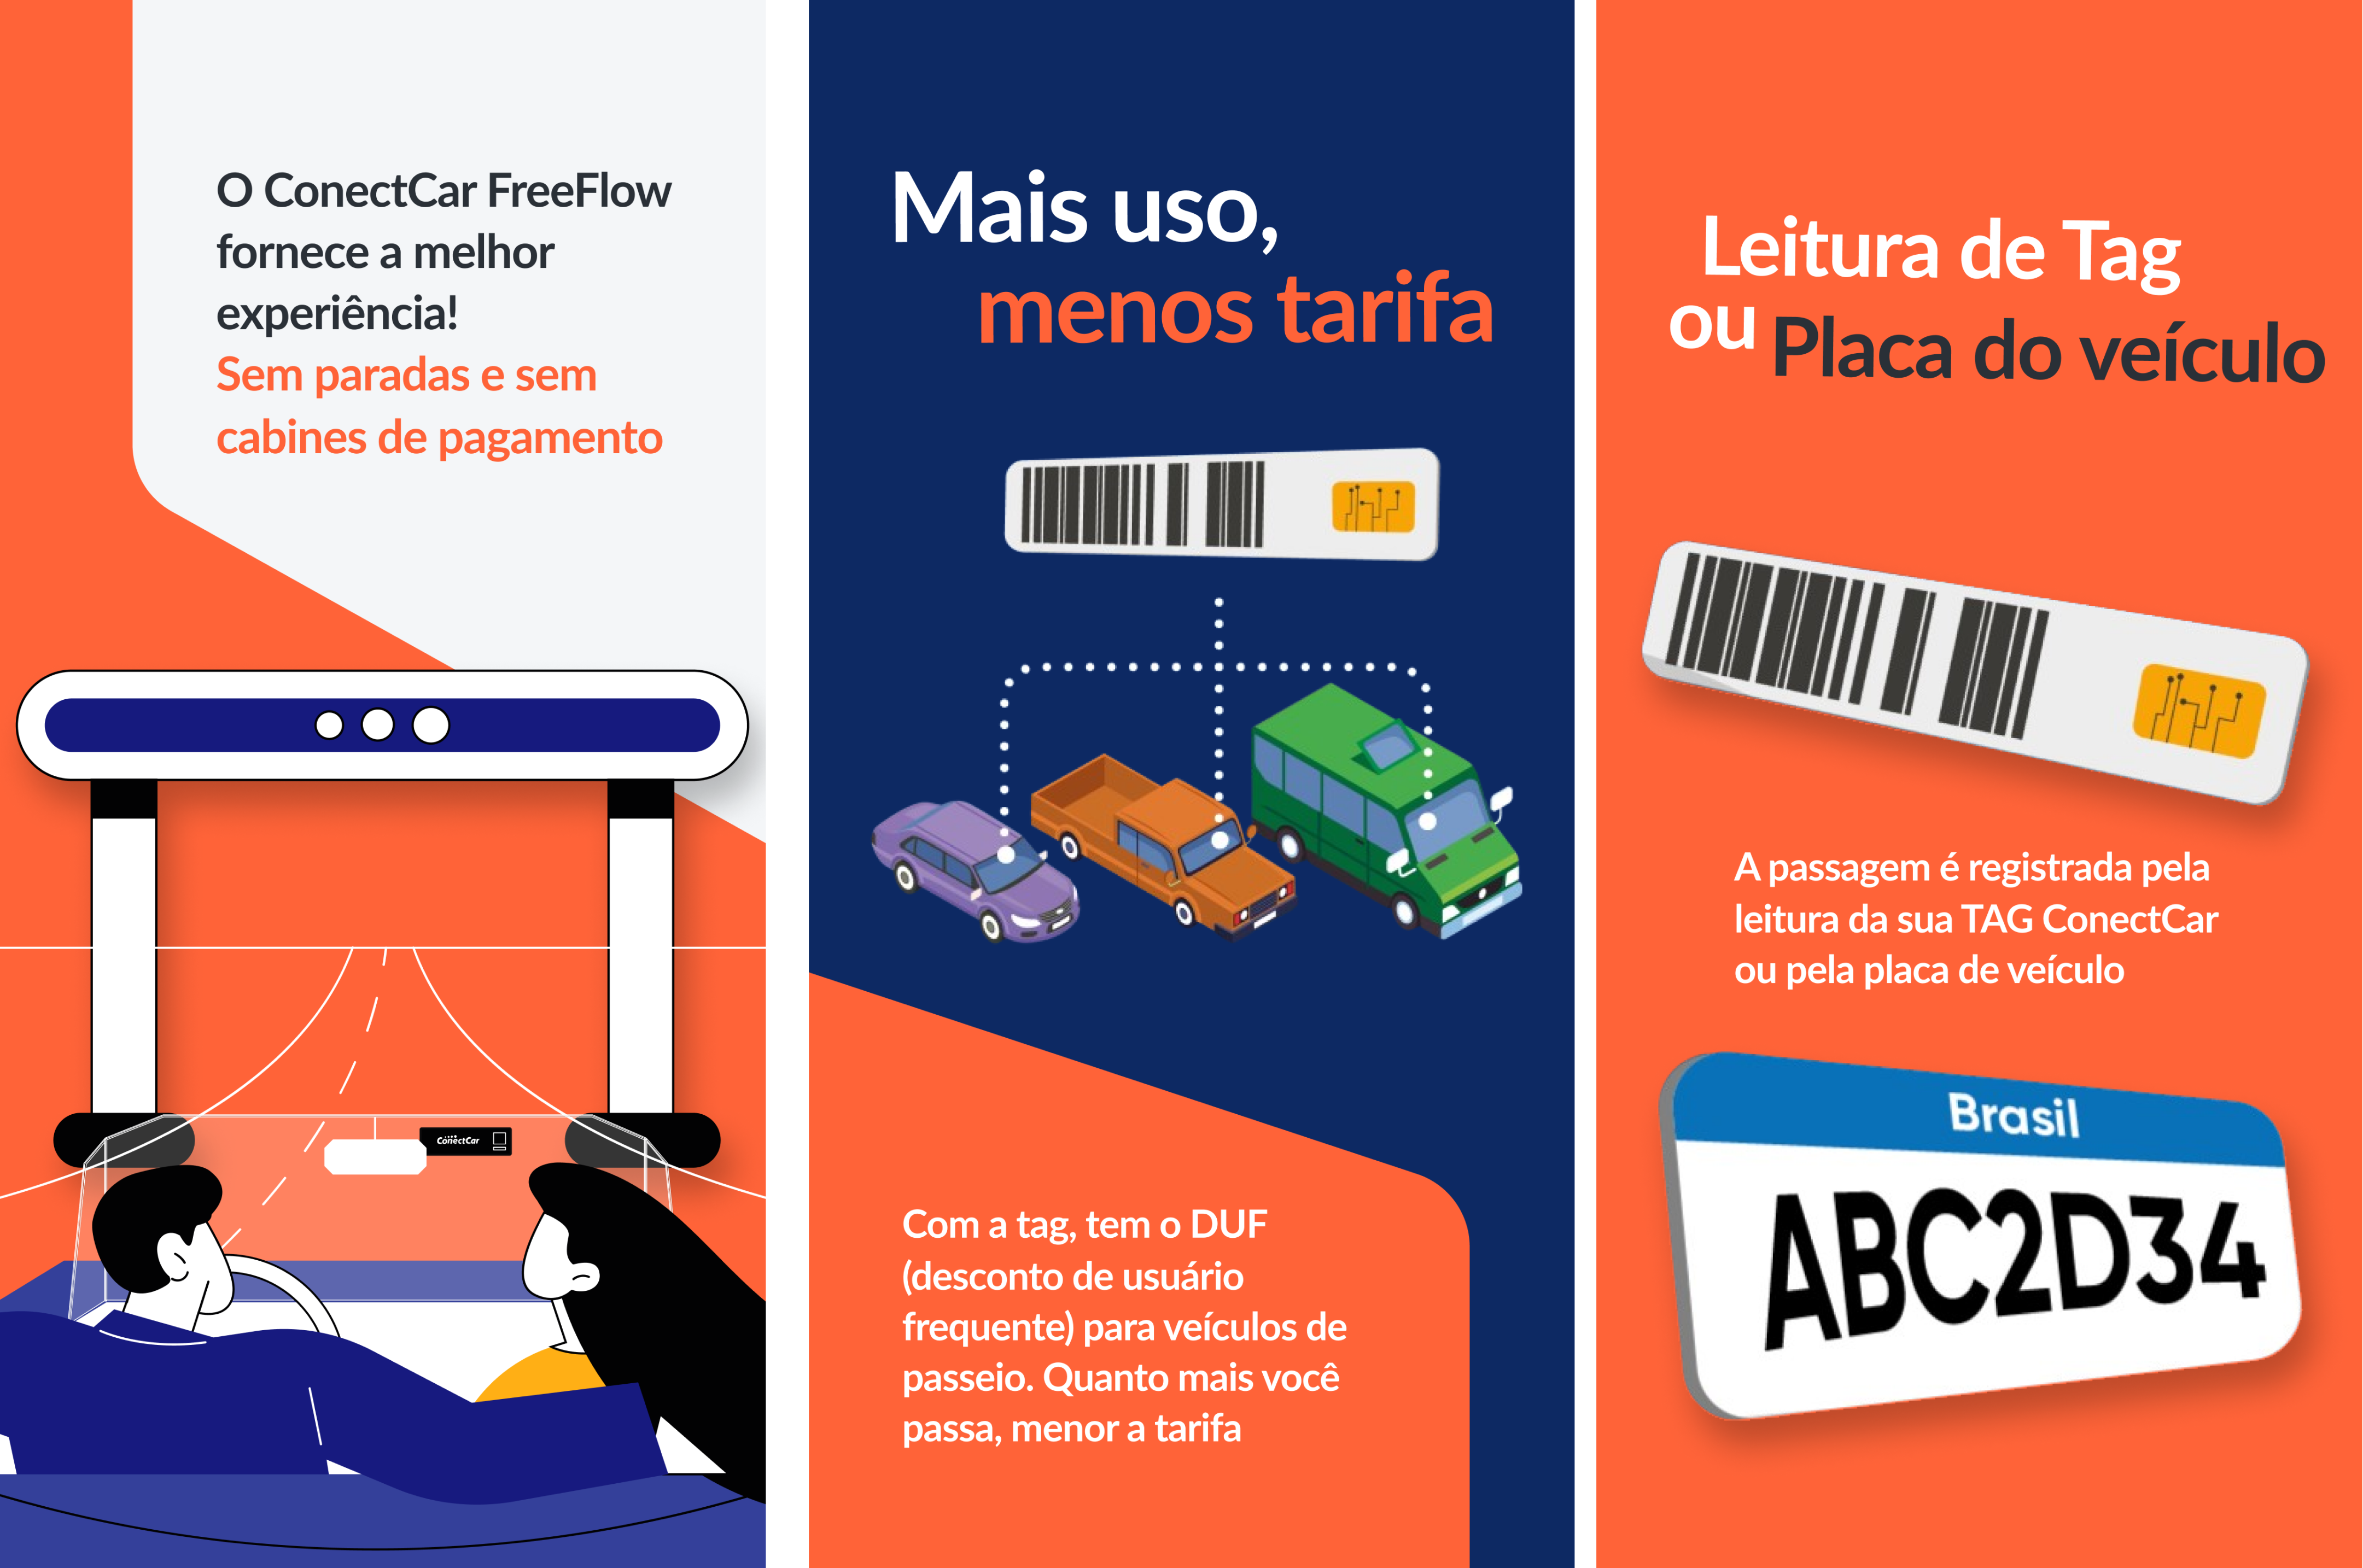 O ConectCar FreeFlow
fornece a melhor
experiência!
Sem paradas e sem
cabines de pagamento
ConectCar
Mais uso,
menos tarifa
Com a tag, tem o DUF
(desconto de usuário
frequente) para veículos de
passeio. Quanto mais você
passa, menor a tarifa
Leitura de Tag
ou Placa do veículo
A passagem é registrada pela
leitura da sua TAG ConectCar
ou pela placa de veículo
Brasil
ABC2D34